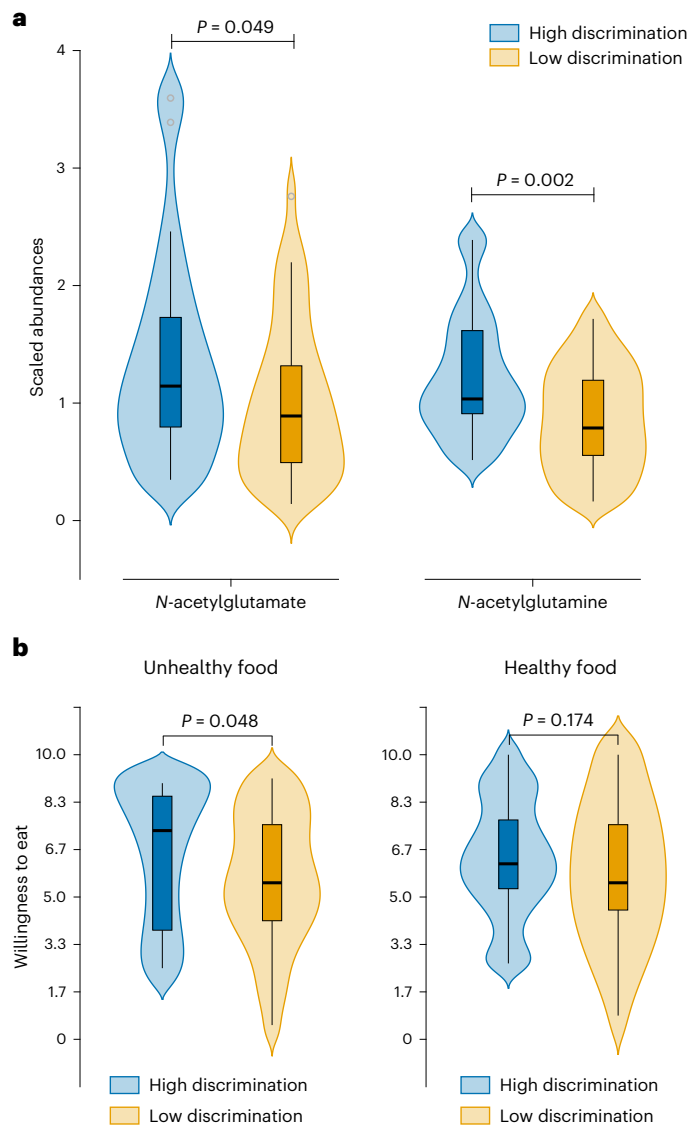 a
P = 0.049
High discrimination
Low discrimination
4
3
P = 0.002
2
1
0
Scaled abundances
N-acetylglutamate
N-acetylglutamine
b
Unhealthy food
Healthy food
P = 0.048
P = 0.174
10.0
8.3
6.7
5.0
3.3
1.7
0
Willingness to eat
10.0
8.3
6.7
5.0
3.3
1.7
0
High discrimination
Low discrimination
High discrimination
Low discrimination